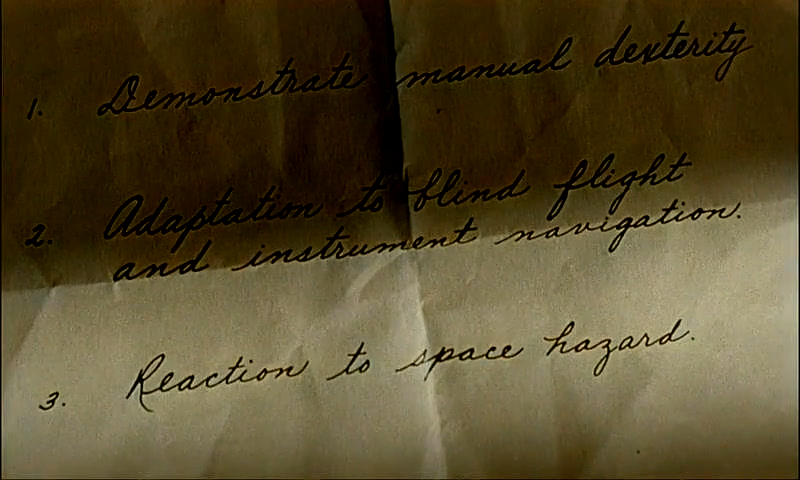 1. Demonstrate manual dexterity
2. Adaptation to blind flight
and instrument navigation.
3. Reaction to space hazard.